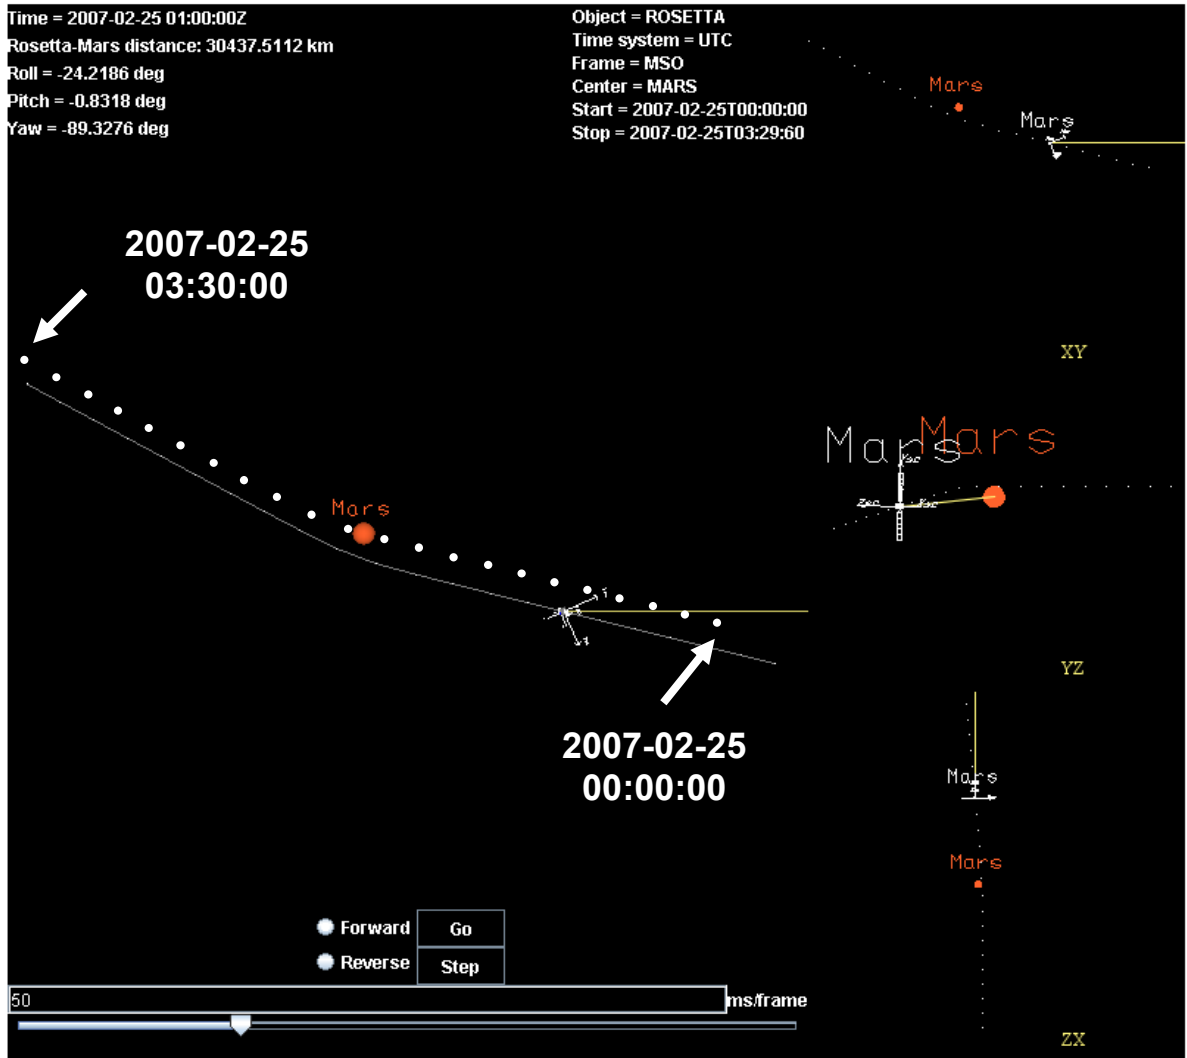 Time = 2007-02-25 01:00:00Z
Rosetta-Mars distance: 30437.5112 km
Roll = -24.2186 deg
Pitch = -0.8318 deg
Yaw = -89.3276 deg
Object = ROSETTA
Time system = UTC
Frame = MSO
Center = MARS
Start = 2007-02-25T00:00:00
Stop = 2007-02-25T03:29:60
Mars
Mars
XY
2007-02-25
03:30:00
Mars
Mars
Mars
YZ
2007-02-25
00:00:00
Mars
Mars
ZX
Forward
Go
Reverse
Step
50
ms/frame